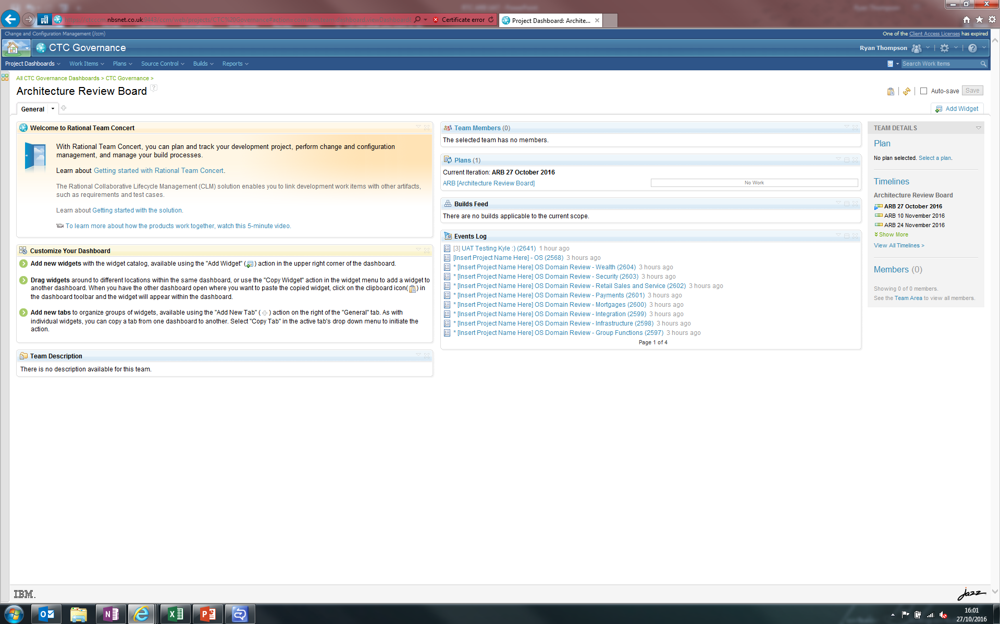 nbsnet.co.uk
Certificate error
Project Dashboard: Archite...
Change and Configuration Management (/ccm)
One of the Client Access Licenses has expired
CTC Governance
Ryan Thompson
Project Dashboards
Work Items
Plans
Source Control
Builds
Reports
Search Work Items
All CTC Governance Dashboards > CTC Governance >
Architecture Review Board
?
Auto-save
Save
General
Add Widget
Welcome to Rational Team Concert
With Rational Team Concert, you can plan and track your development project, perform change and configuration
management, and manage your build processes.
Learn about Getting started with Rational Team Concert.
The Rational Collaborative Lifecycle Management (CLM) solution enables you to link development work items with other artifacts,
such as requirements and test cases.
Learn about Getting started with the solution.
To learn more about how the products work together, watch this 5-minute video.
Customize Your Dashboard
Add new widgets with the widget catalog, available using the "Add Widget" ( ) action in the upper right corner of the dashboard.
Drag widgets around to different locations within the same dashboard, or use the "Copy Widget" action in the widget menu to add a widget to
another dashboard. When you have the other dashboard open where you want to paste the copied widget, click on the clipboard icon( ) in
the dashboard toolbar and the widget will appear within the dashboard.
Add new tabs to organize groups of widgets, available using the "Add New Tab" ( ) action on the right of the "General" tab. As with
individual widgets, you can copy a tab from one dashboard to another. Select "Copy Tab" in the active tab's drop down menu to initiate the
action.
Team Description
There is no description available for this team.
Team Members (0)
The selected team has no members.
Plans (1)
Current Iteration: ARB 27 October 2016
ARB [Architecture Review Board]
No Work
Builds Feed
There are no builds applicable to the current scope.
Events Log
[3] UAT Testing Kyle :) (2641) 1 hour ago
[Insert Project Name Here] - OS (2568) 3 hours ago
* [Insert Project Name Here] OS Domain Review - Wealth (2604) 3 hours ago
* [Insert Project Name Here] OS Domain Review - Security (2603) 3 hours ago
* [Insert Project Name Here] OS Domain Review - Retail Sales and Service (2602) 3 hours ago
* [Insert Project Name Here] OS Domain Review - Payments (2601) 3 hours ago
* [Insert Project Name Here] OS Domain Review - Mortgages (2600) 3 hours ago
* [Insert Project Name Here] OS Domain Review - Integration (2599) 3 hours ago
* [Insert Project Name Here] OS Domain Review - Infrastructure (2598) 3 hours ago
* [Insert Project Name Here] OS Domain Review - Group Functions (2597) 3 hours ago
Page 1 of 4
TEAM DETAILS
Plan
No plan selected. Select a plan.
Timelines
Architecture Review Board
ARB 27 October 2016
ARB 10 November 2016
ARB 24 November 2016
Show More
View All Timelines >
Members (0)
Showing 0 of 0 members.
See the Team Area to view all members.
IBM.
jazz
16:01
27/10/2016